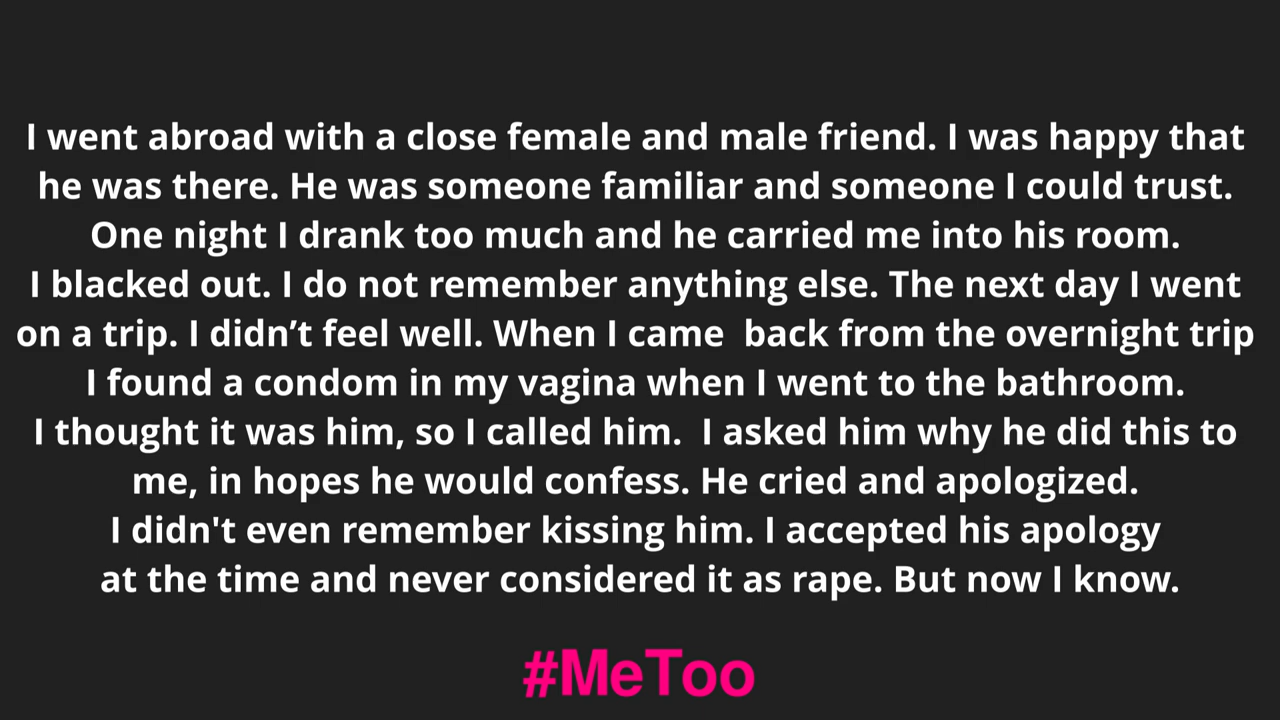 I went abroad with a close female and male friend. I was happy that
he was there. He was someone familiar and someone I could trust.
One night I drank too much and he carried me into his room.
I blacked out. I do not remember anything else. The next day I went
on a trip. I didn’t feel well. When I came  back from the overnight trip
I found a condom in my vagina when I went to the bathroom.
I thought it was him, so I called him.  I asked him why he did this to
me, in hopes he would confess. He cried and apologized.
I didn't even remember kissing him. I accepted his apology
at the time and never considered it as rape. But now I know.
#MeToo